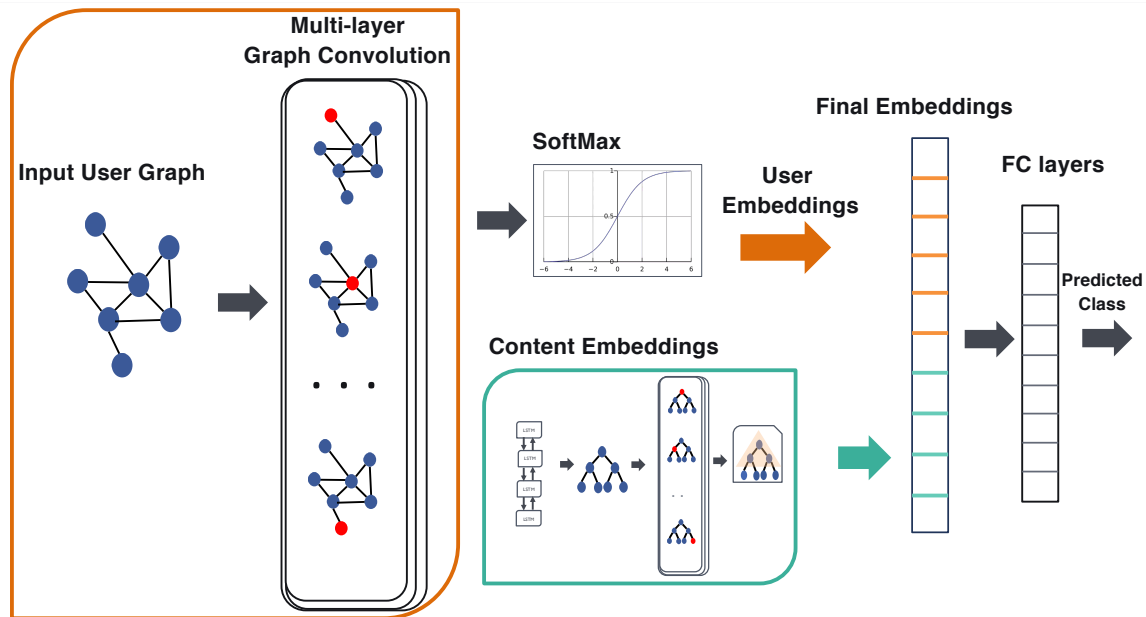 Multi-layer
Graph Convolution
Input User Graph
SoftMax
1
0.5
0
-6
-4
-2
0
2
4
6
User
Embeddings
Final Embeddings
FC layers
Predicted
Class
Content Embeddings
LSTM
LSTM
LSTM
LSTM